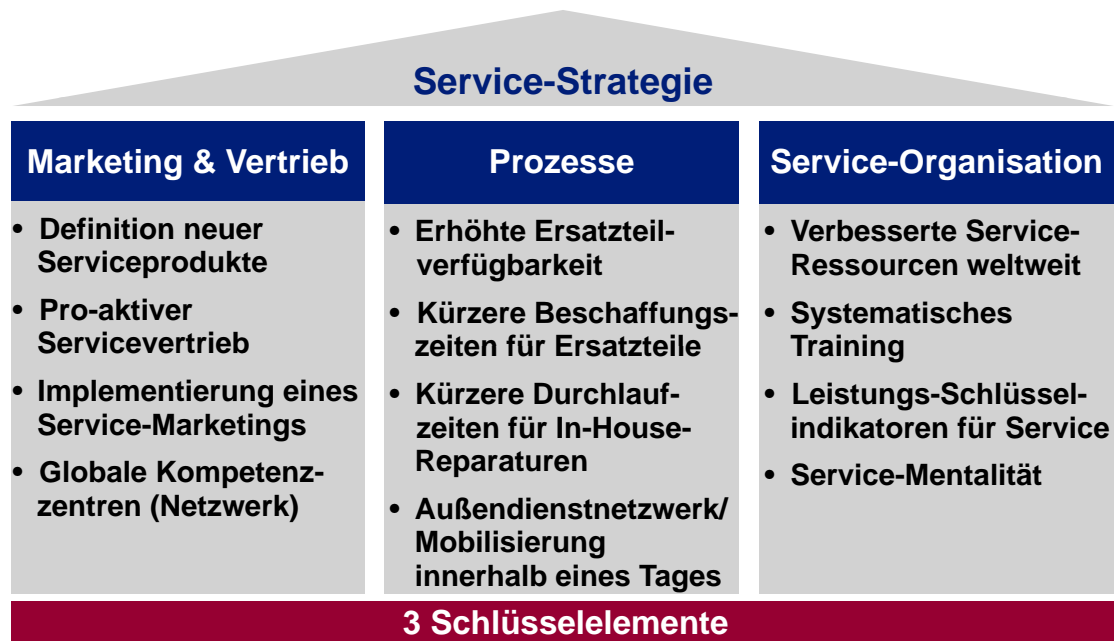 Service-Strategie
Marketing & Vertrieb
• Definition neuer
Serviceprodukte
• Pro-aktiver
Servicevertrieb
• Implementierung eines
Service-Marketings
• Globale Kompetenz-
zentren (Netzwerk)
Prozesse
• Erhöhte Ersatzteil-
verfügbarkeit
• Kürzere Beschaffungs-
zeiten für Ersatzteile
• Kürzere Durchlauf-
zeiten für In-House-
Reparaturen
• Außendienstnetzwerk/
Mobilisierung
innerhalb eines Tages
Service-Organisation
• Verbesserte Service-
Ressourcen weltweit
• Systematisches
Training
• Leistungs-Schlüssel-
indikatoren für Service
• Service-Mentalität
3 Schlüsselelemente